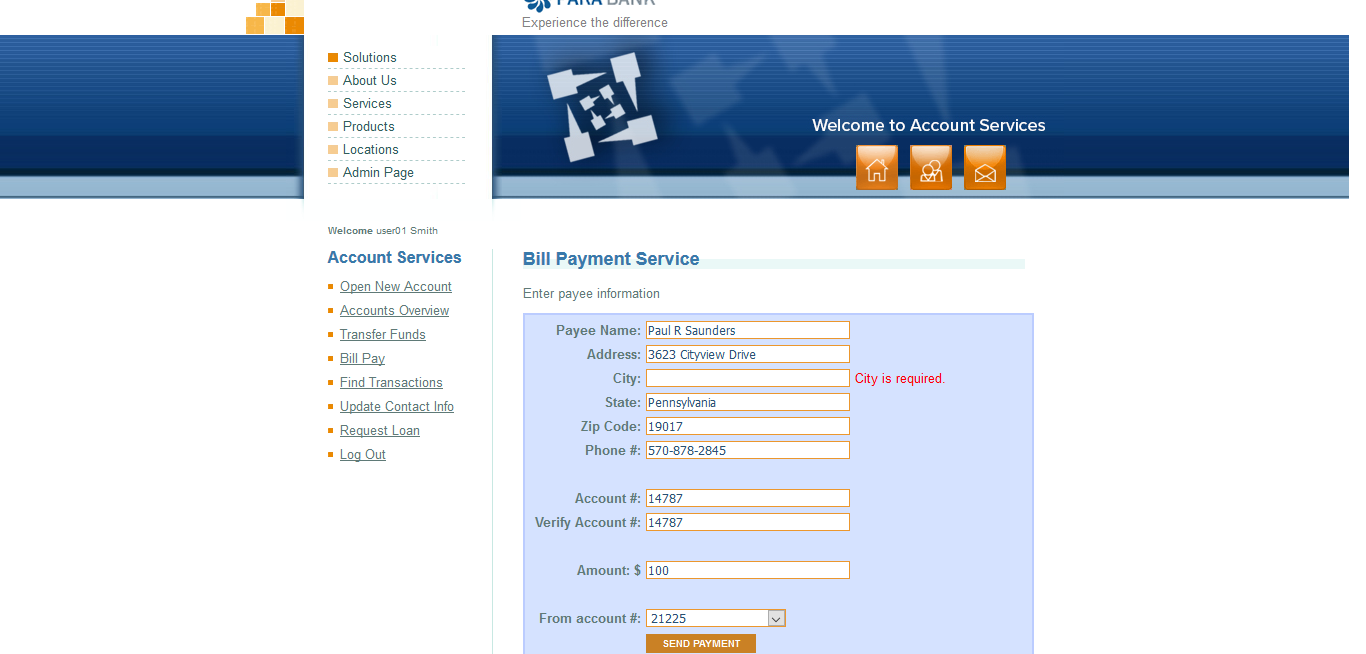 PARA BANK
Experience the difference
Solutions
About Us
Services
Products
Locations
Admin Page
Welcome to Account Services
Welcome user01 Smith
Account Services
Open New Account
Accounts Overview
Transfer Funds
Bill Pay
Find Transactions
Update Contact Info
Request Loan
Log Out
Bill Payment Service
Enter payee information
Payee Name: Paul R Saunders
Address: 3623 Cityview Drive
City: City is required.
State: Pennsylvania
Zip Code: 19017
Phone #: 570-878-2845
Account #: 14787
Verify Account #: 14787
Amount: $ 100
From account #: 21225
SEND PAYMENT